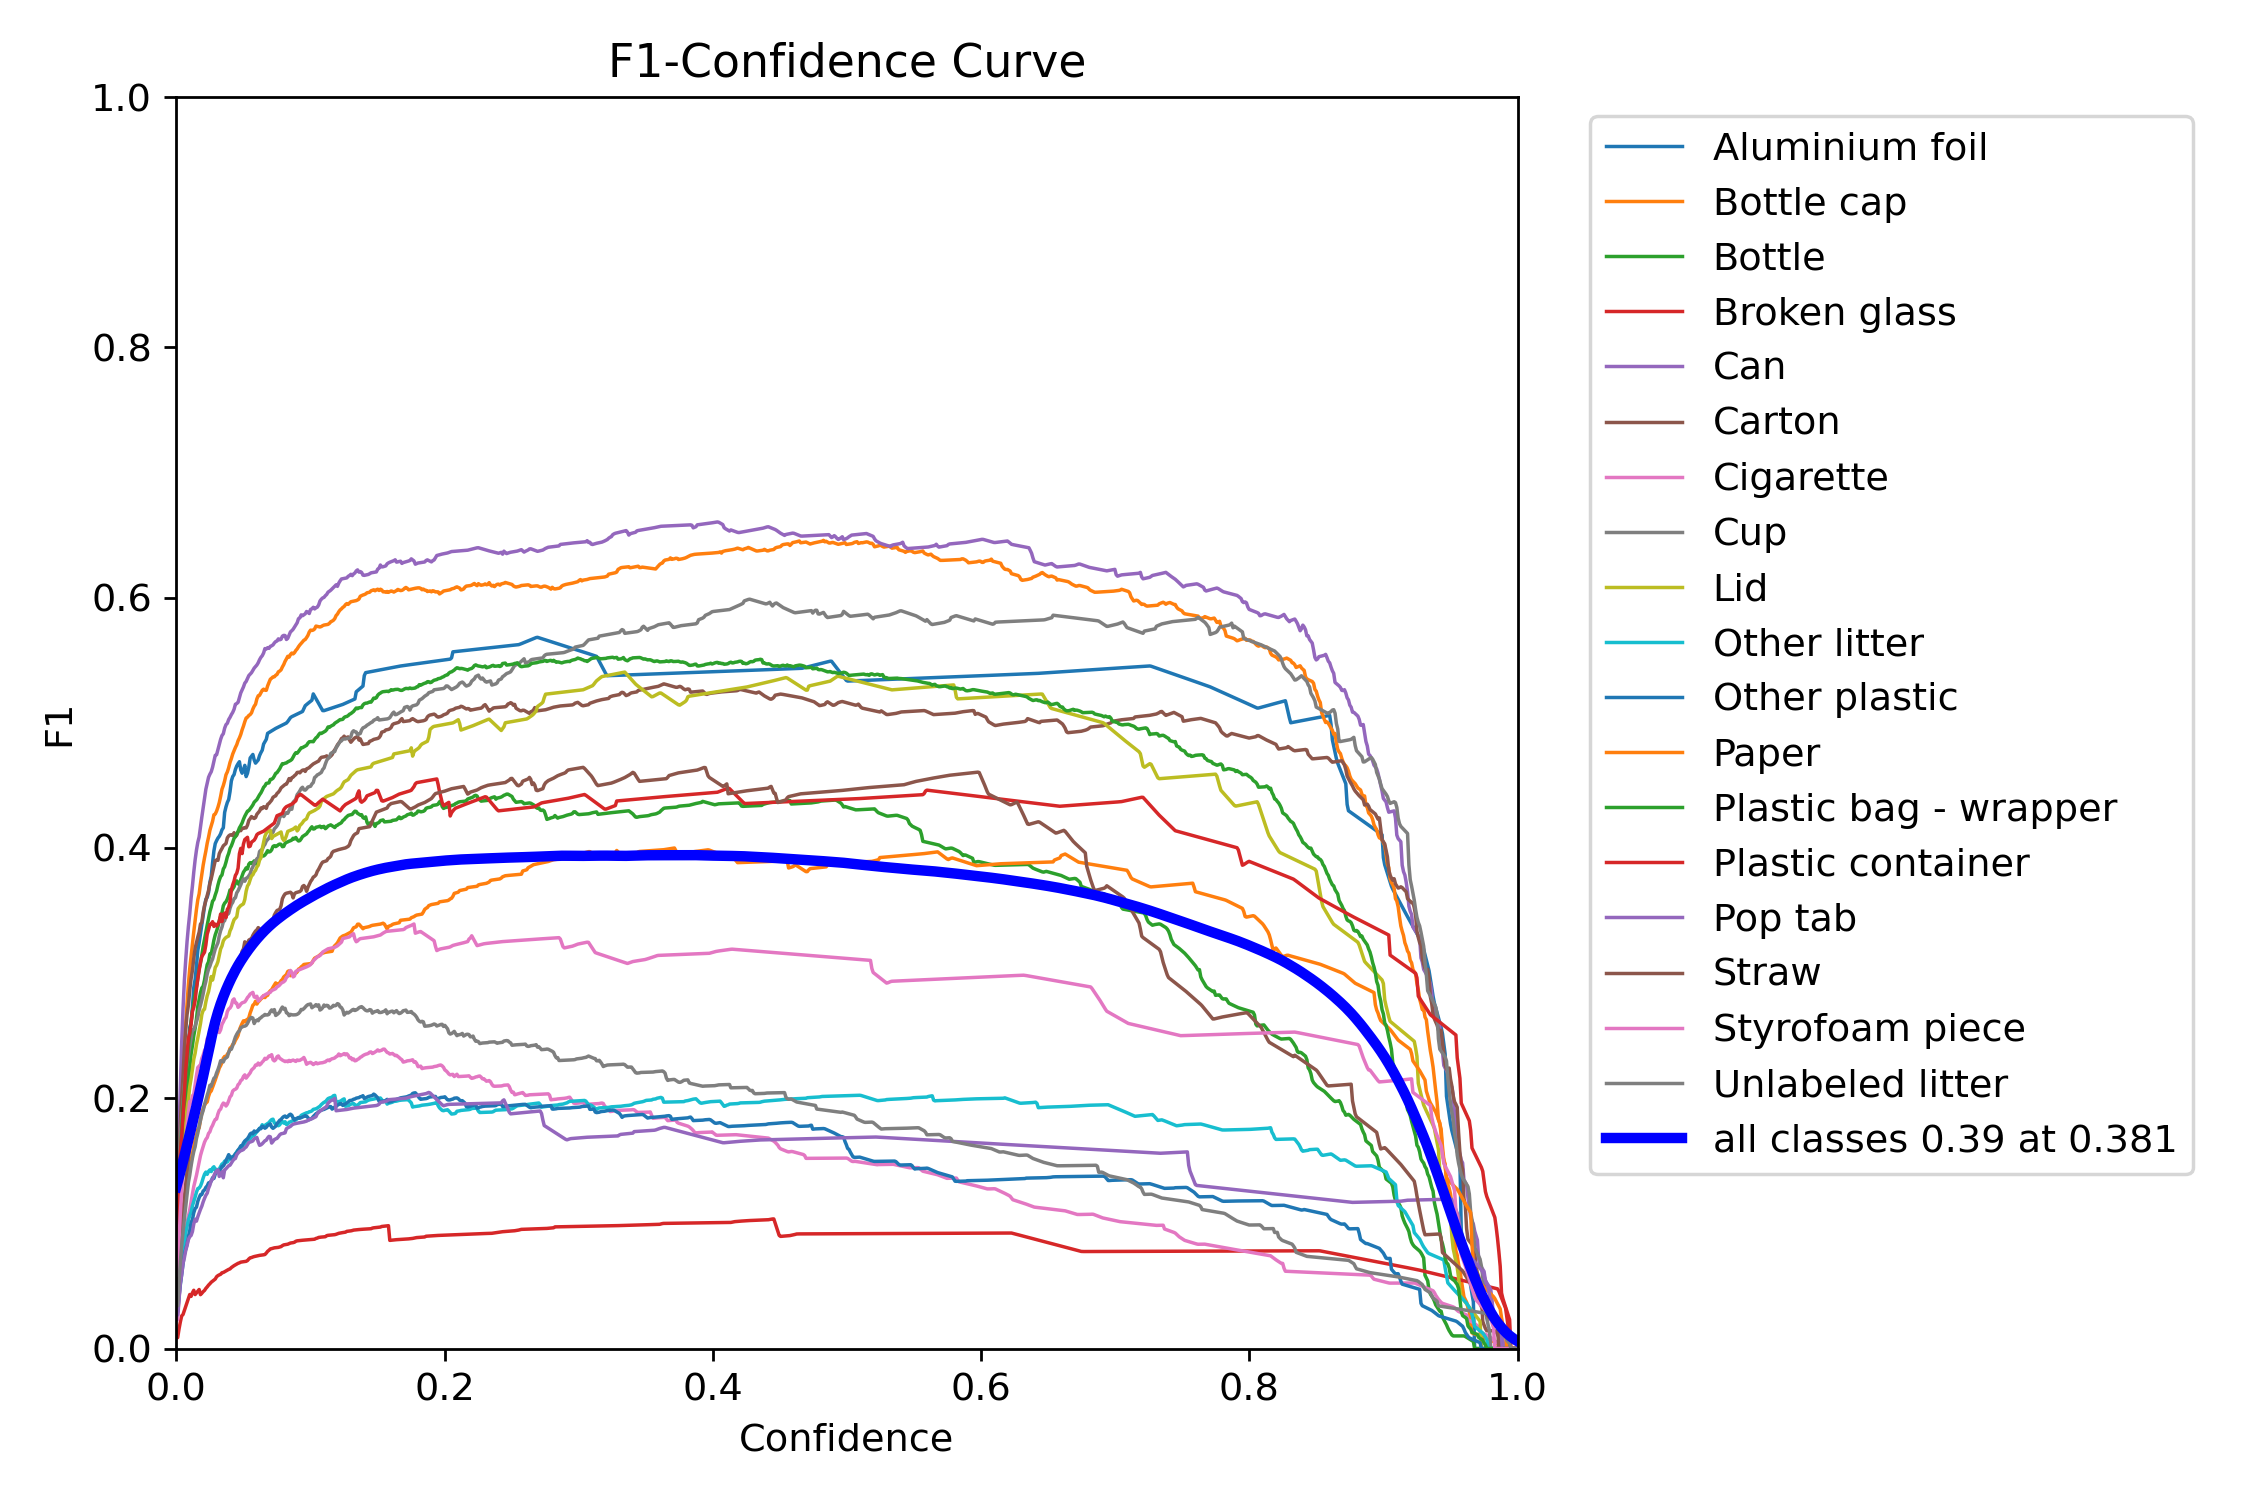 F1-Confidence Curve
1.0
0.8
0.6
0.4
0.2
0.0
F1
0.0 0.2 0.4 0.6 0.8 1.0
Confidence
Aluminium foil
Bottle cap
Bottle
Broken glass
Can
Carton
Cigarette
Cup
Lid
Other litter
Other plastic
Paper
Plastic bag - wrapper
Plastic container
Pop tab
Straw
Styrofoam piece
Unlabeled litter
all classes 0.39 at 0.381